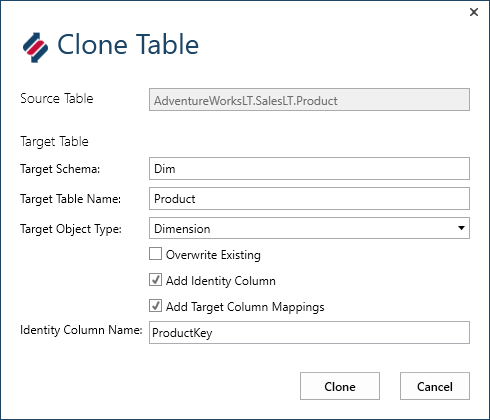 Clone Table
Source Table AdventureWorksLT.SalesLT.Product
Target Table
Target Schema: Dim
Target Table Name: Product
Target Object Type: Dimension
Overwrite Existing
Add Identity Column
Add Target Column Mappings
Identity Column Name: ProductKey
Clone Cancel